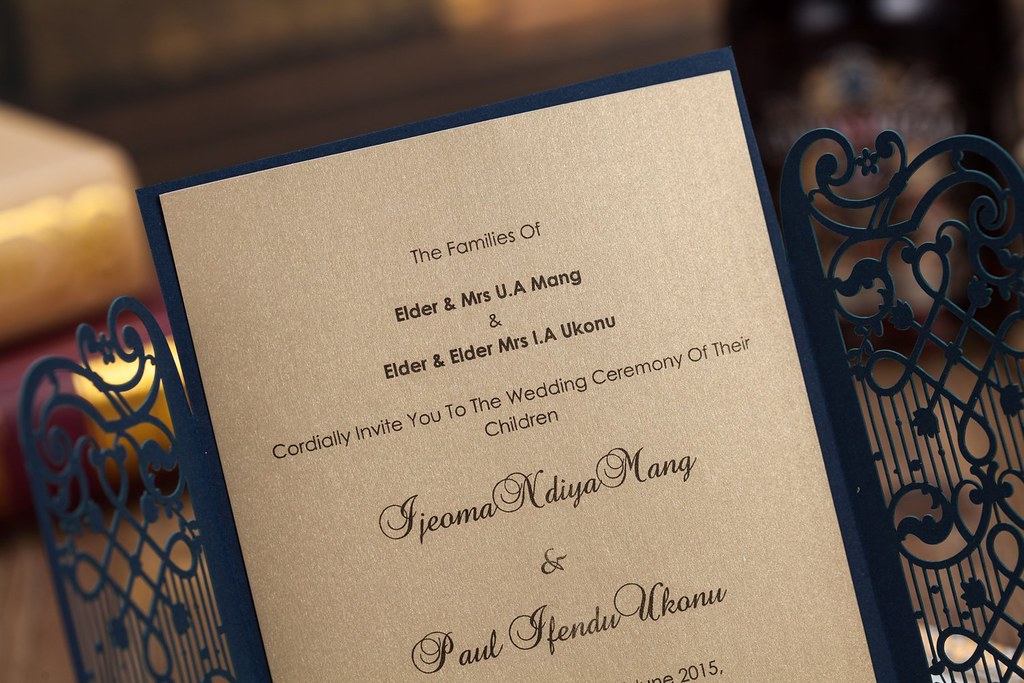 The Families Of
Elder & Mrs U.A Mang
&
Elder & Elder Mrs I.A Ukonu
Cordially Invite You To The Wedding Ceremony Of Their
Children
IjeomaNdiyaMang
&
Paul IfenduUkonu
June 2015,